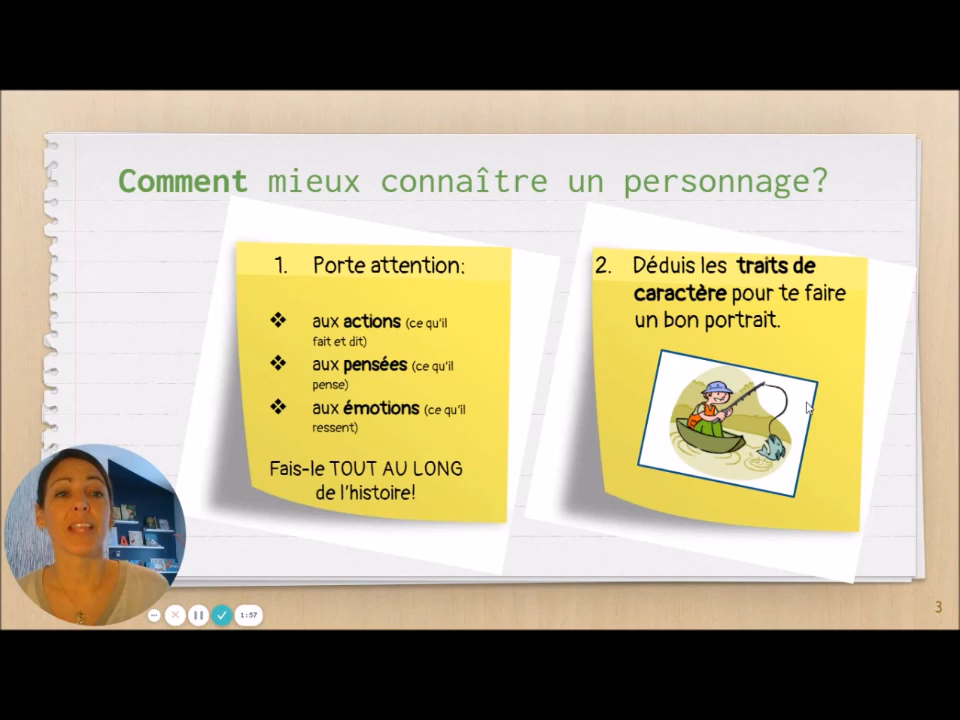 Comment mieux connaître un personnage?
1. Porte attention:
❖ aux actions (ce qu'il
fait et dit)
❖ aux pensées (ce qu'il
pense)
❖ aux émotions (ce qu'il
ressent)
Fais-le TOUT AU LONG
de l'histoire!
2. Déduis les traits de
caractère pour te faire
un bon portrait.
1:57
3